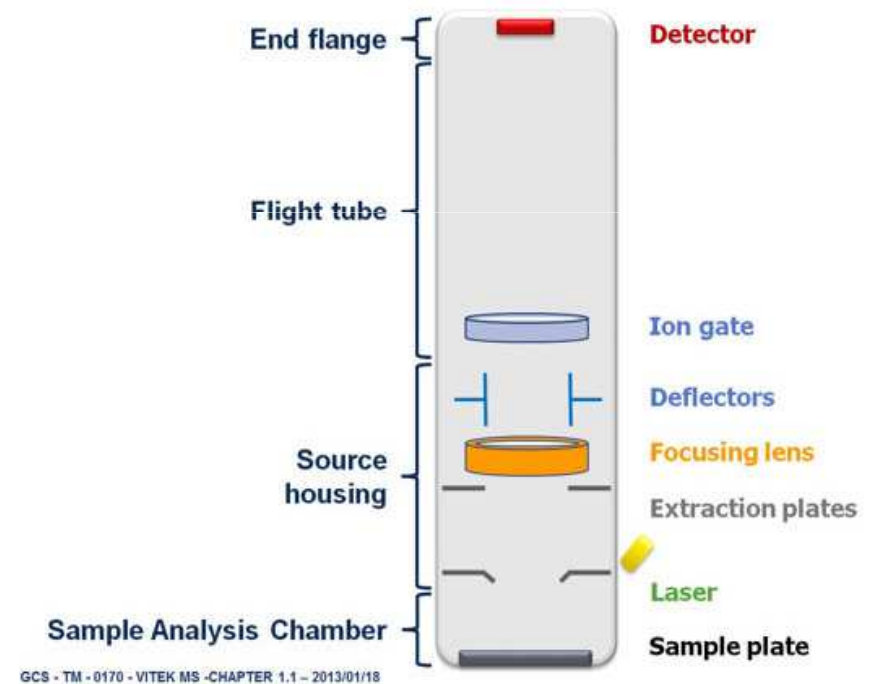 End flange
Detector
Flight tube
Ion gate
Deflectors
Focusing lens
Source
housing
Extraction plates
Laser
Sample Analysis Chamber
Sample plate
GCS - TM - 0170 - VITEK MS -CHAPTER 1.1 – 2013/01/18